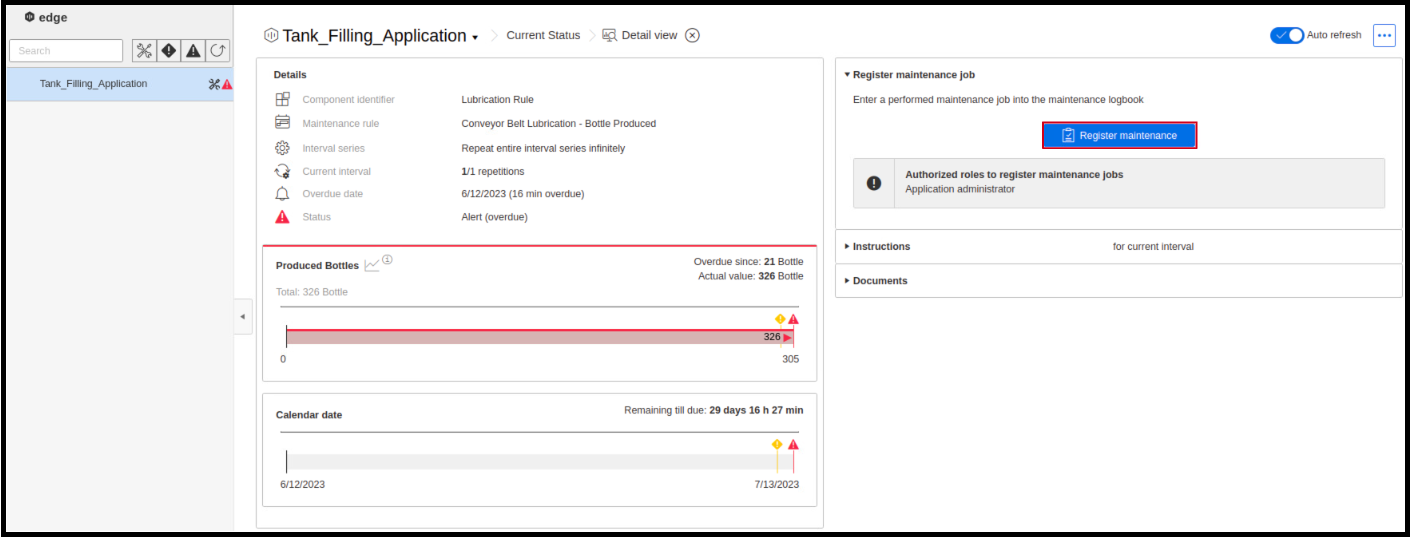 edge
Search
Tank_Filling_Application
Tank_Filling_Application
Current Status
Detail view
Auto refresh
Details
Component identifier
Lubrication Rule
Maintenance rule
Conveyor Belt Lubrication - Bottle Produced
Interval series
Repeat entire interval series infinitely
Current interval
1/1 repetitions
Overdue date
6/12/2023 (16 min overdue)
Status
Alert (overdue)
Produced Bottles
Overdue since: 21 Bottle
Actual value: 326 Bottle
Total: 326 Bottle
326
0
305
Calendar date
Remaining till due: 29 days 16 h 27 min
6/12/2023
7/13/2023
Register maintenance job
Enter a performed maintenance job into the maintenance logbook
Register maintenance
Authorized roles to register maintenance jobs
Application administrator
Instructions
for current interval
Documents